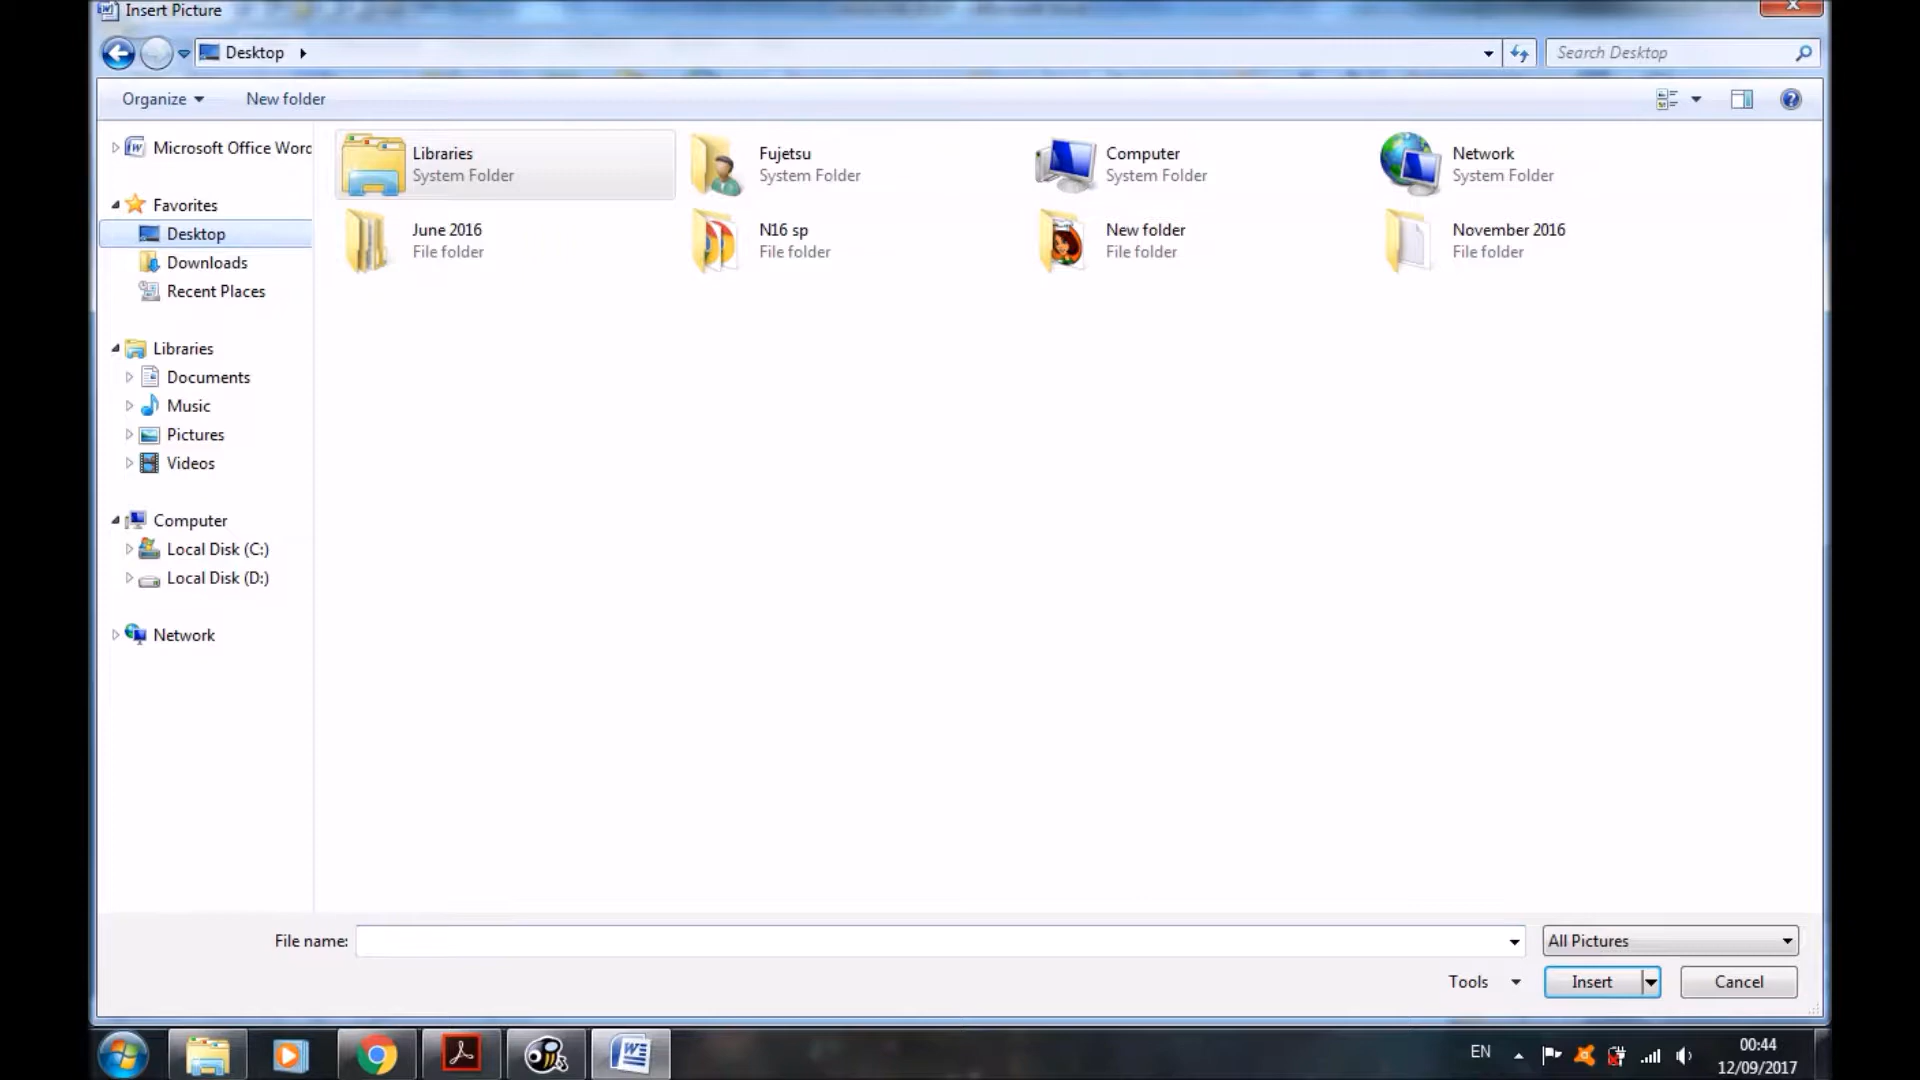 Insert Picture
Desktop
Search Desktop
Organize
New folder
Microsoft Office Word
Favorites
Desktop
Downloads
Recent Places
Libraries
Documents
Music
Pictures
Videos
Computer
Local Disk (C:)
Local Disk (D:)
Network
Libraries
System Folder
Fujetsu
System Folder
Computer
System Folder
Network
System Folder
June 2016
File folder
N16 sp
File folder
New folder
File folder
November 2016
File folder
File name:
All Pictures
Tools
Insert
Cancel
EN
00:44
12/09/2017